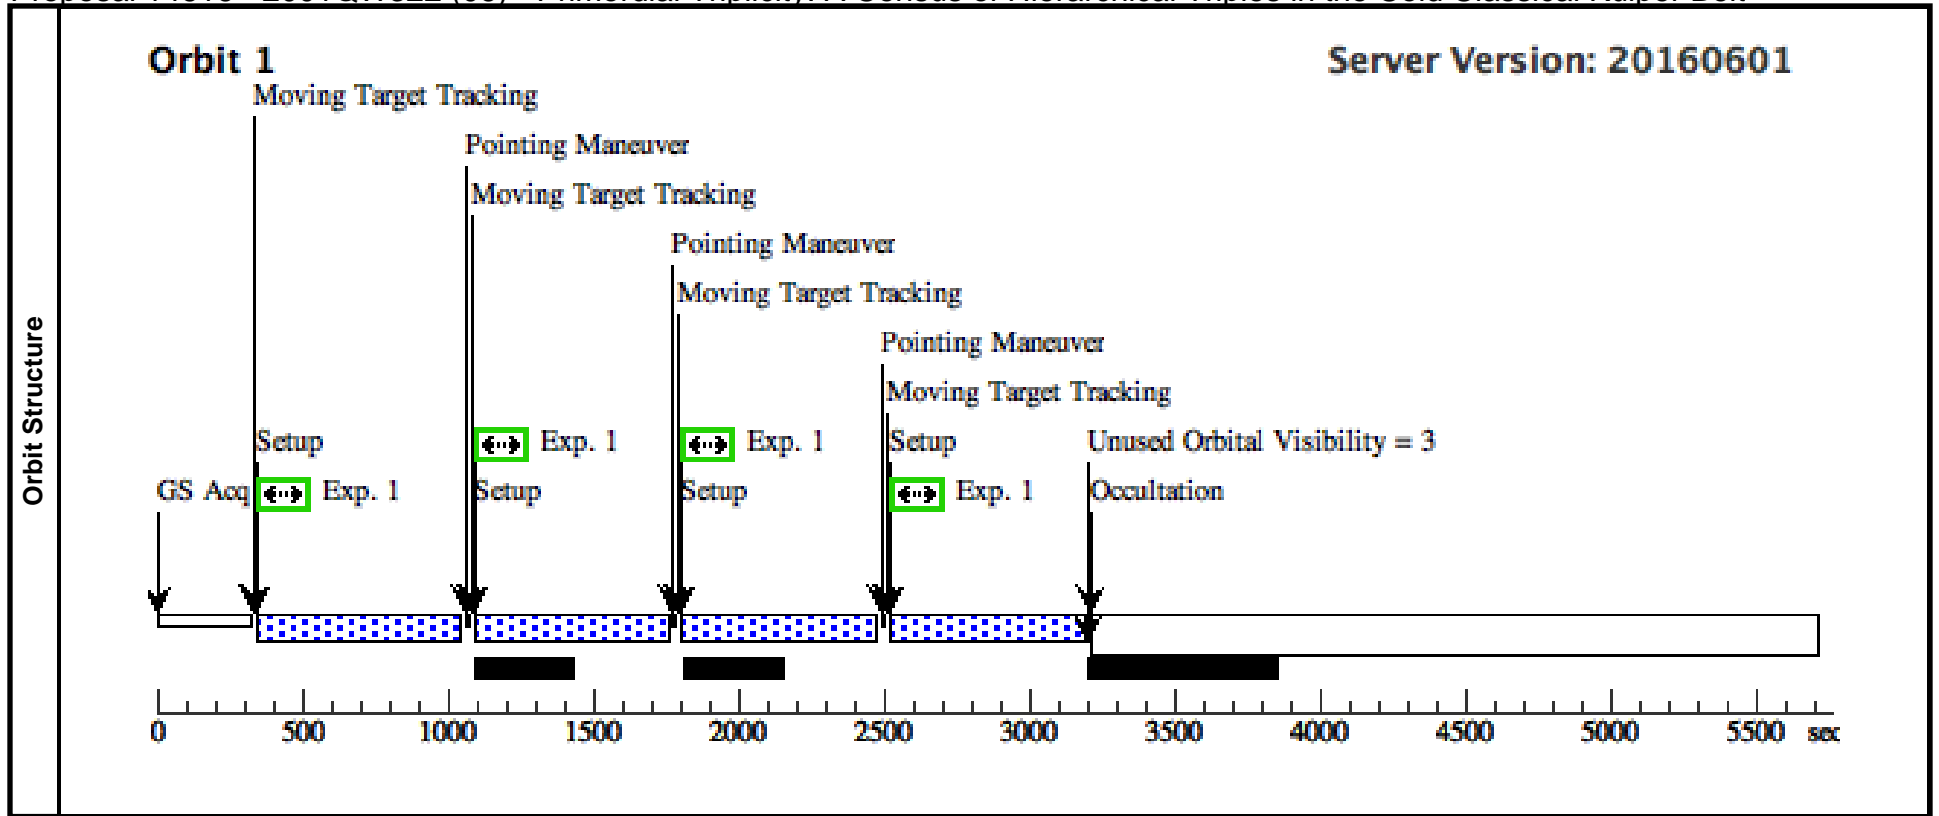 Orbit 1
Server Version: 20160601
Moving Target Tracking
Pointing Maneuver
Moving Target Tracking
Pointing Maneuver
Moving Target Tracking
Pointing Maneuver
Moving Target Tracking
Setup
Exp. 1
Exp. 1
Setup
Unused Orbital Visibility = 3
GS Acq
Exp. 1
Setup
Setup
Exp. 1
Occultation
Orbit Structure
0 500 1000 1500 2000 2500 3000 3500 4000 4500 5000 5500 sec